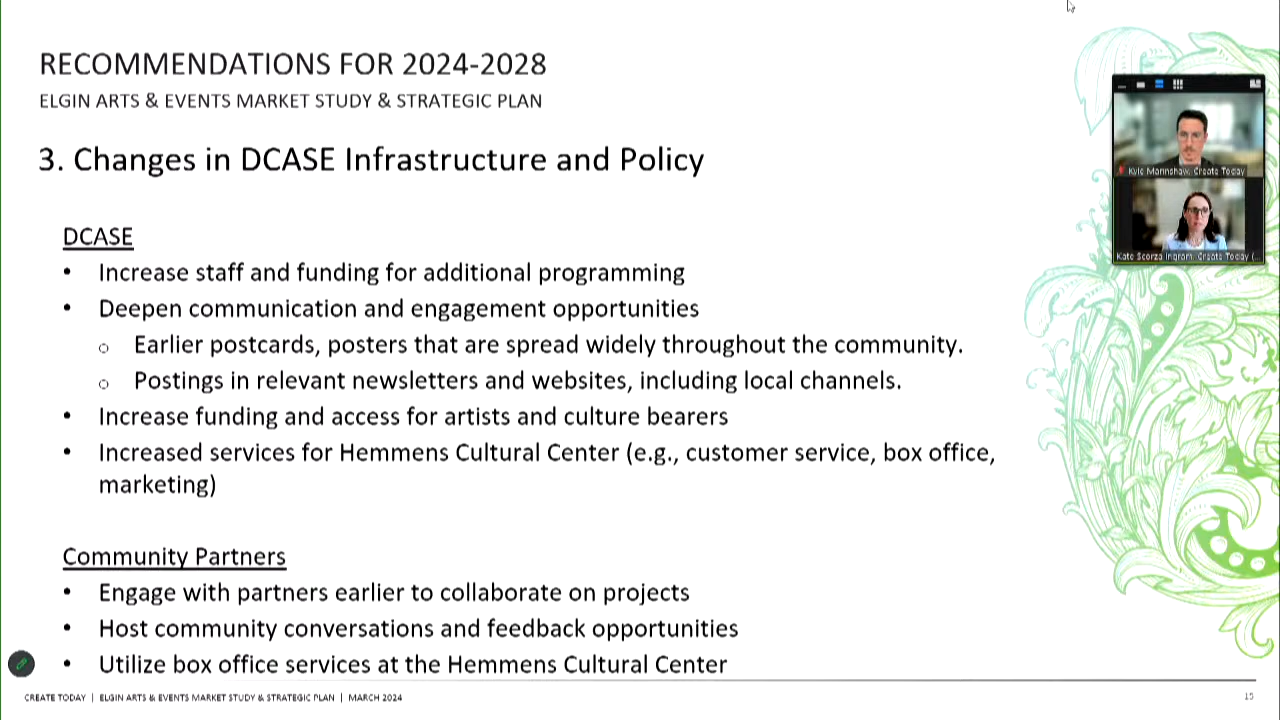 RECOMMENDATIONS FOR 2024-2028
ELGIN ARTS & EVENTS MARKET STUDY & STRATEGIC PLAN
3. Changes in DCASE Infrastructure and Policy
Kyle Marinshaw, Create Today
Kate Scorza Ingram, Create Today (...
DCASE
• Increase staff and funding for additional programming
• Deepen communication and engagement opportunities
o Earlier postcards, posters that are spread widely throughout the community.
o Postings in relevant newsletters and websites, including local channels.
• Increase funding and access for artists and culture bearers
• Increased services for Hemmens Cultural Center (e.g., customer service, box office,
marketing)
Community Partners
• Engage with partners earlier to collaborate on projects
• Host community conversations and feedback opportunities
• Utilize box office services at the Hemmens Cultural Center
CREATE TODAY | ELGIN ARTS & EVENTS MARKET STUDY & STRATEGIC PLAN | MARCH 2024
15